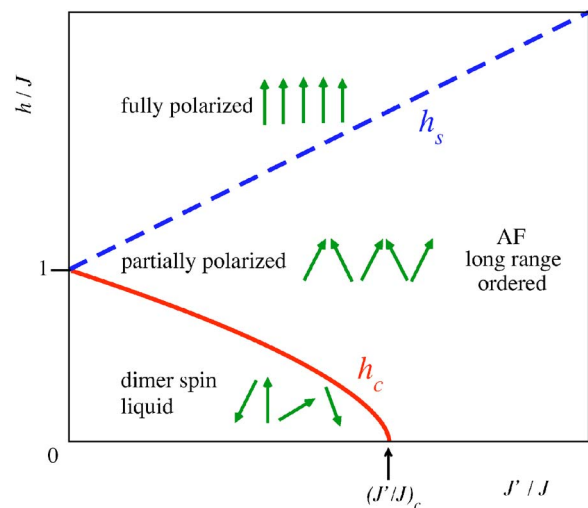 h / J
fully polarized
h_s
1
partially polarized
AF
long range
ordered
h_c
dimer spin
liquid
0
(J'/J)_c
J' / J